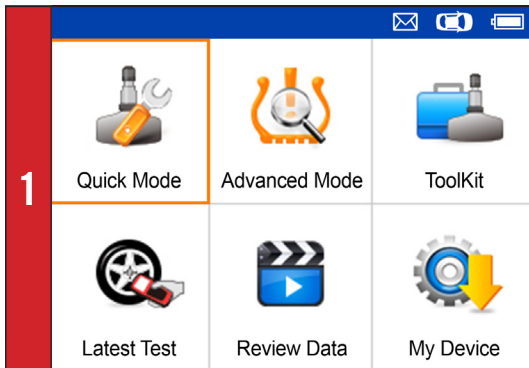 1
Quick Mode
Advanced Mode
ToolKit
Latest Test
Review Data
My Device